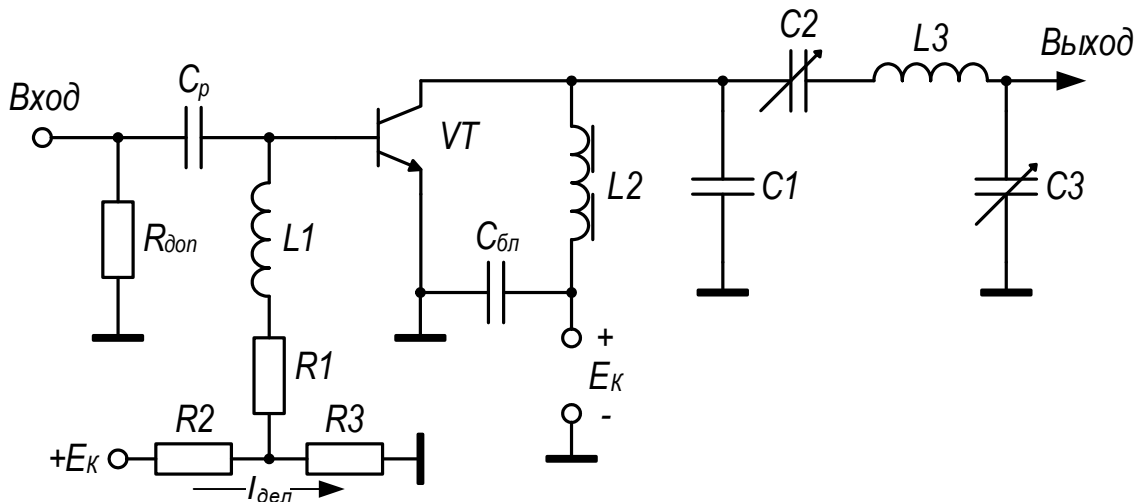 C2
L3
Выход
Cр
Вход
VT
L2
C1
C3
Rдоп
L1
Cбл
+
Eк
-
R1
R2
R3
+Eк
Iдел